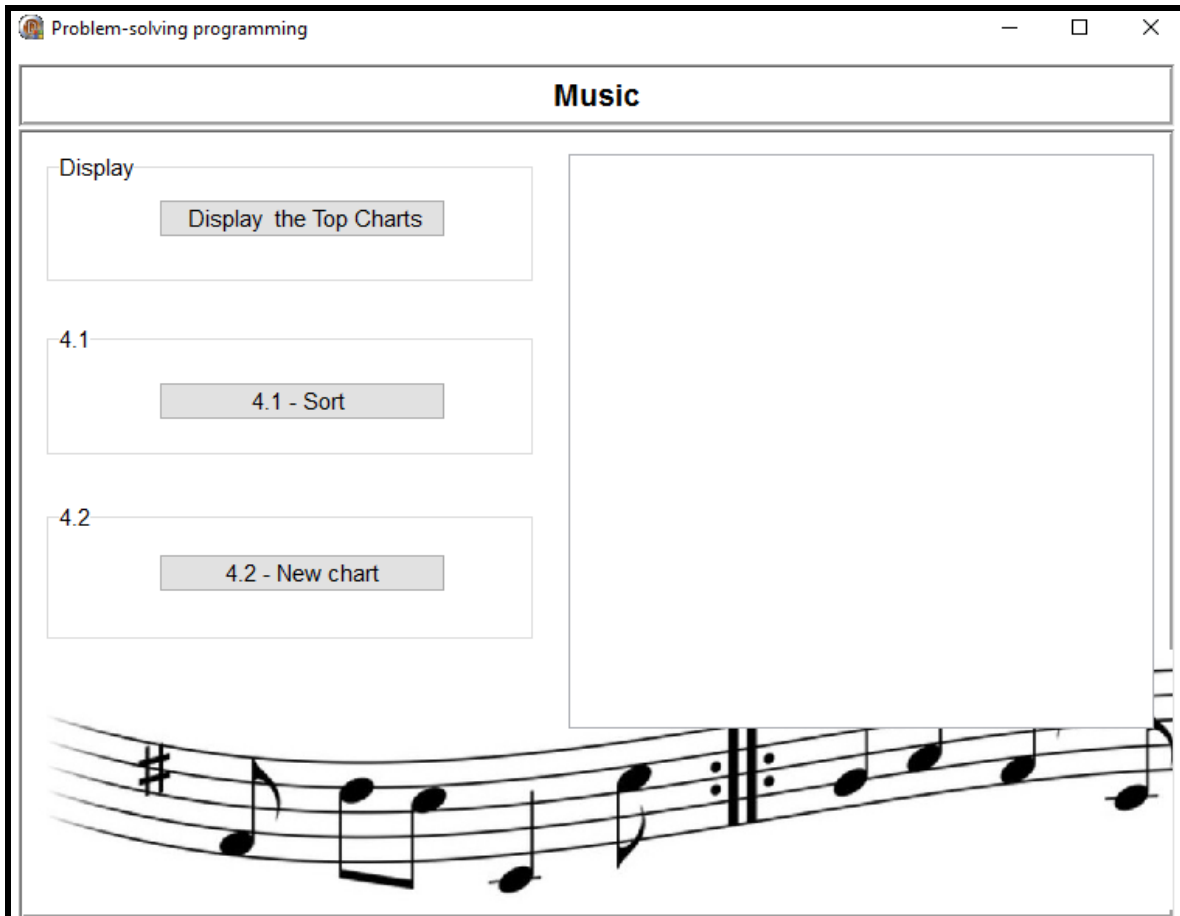 Problem-solving programming
Music
Display
Display  the Top Charts
4.1
4.1 - Sort
4.2
4.2 - New chart